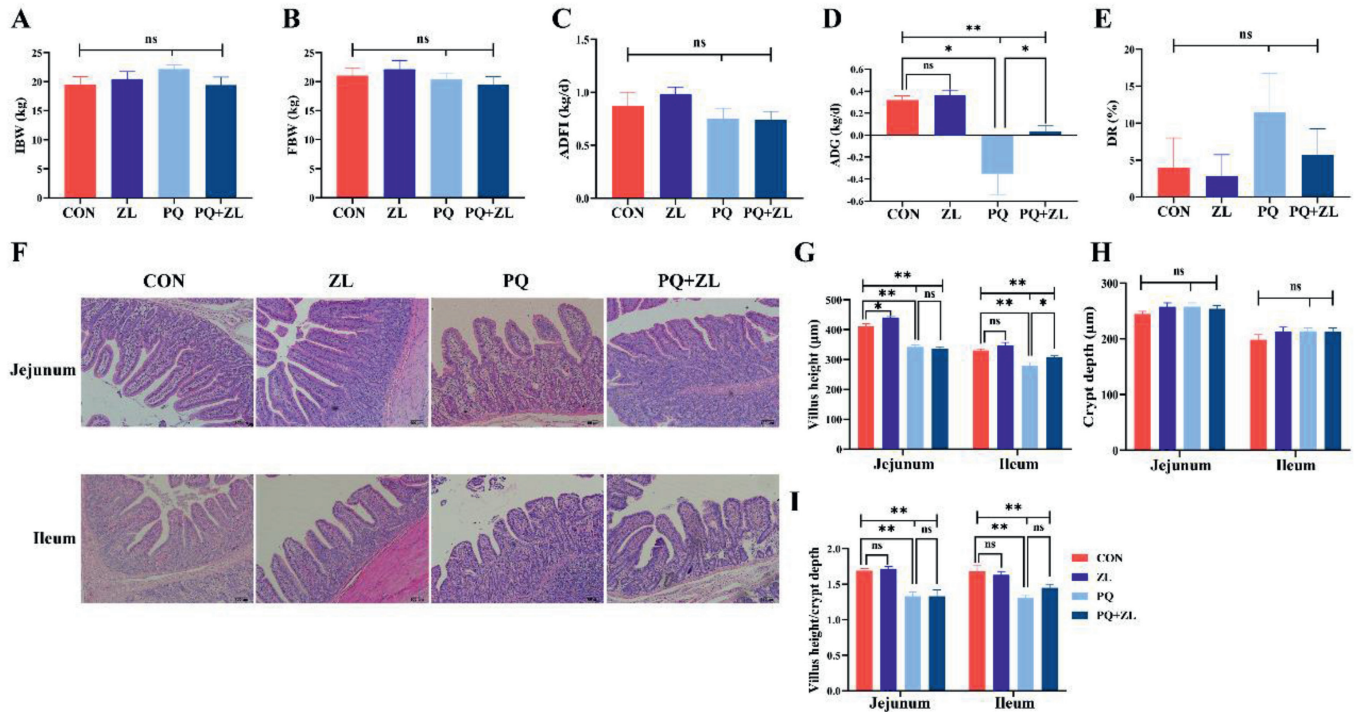 A
ns
25
20
15
10
5
0
IBW (kg)
CON ZL PQ PQ+ZL
B
ns
25
20
15
10
5
0
FBW (kg)
CON ZL PQ PQ+ZL
C
ns
1.5
1.0
0.5
0.0
ADFI (kg/d)
CON ZL PQ PQ+ZL
D
**
* *
ns
0.6
0.4
0.2
0.0
-0.2
-0.4
-0.6
ADG (kg/d)
CON ZL PQ PQ+ZL
E
ns
20
15
10
5
0
DR (%)
CON ZL PQ PQ+ZL
F
CON ZL PQ PQ+ZL
Jejunum
Ileum
G
** **
** ns ** *
* ns
500
400
300
200
100
0
Villus height (μm)
Jejunum Ileum
H
ns ns
300
200
100
0
Crypt depth (μm)
Jejunum Ileum
I
** **
** ns ** ns
ns ns
2.0
1.5
1.0
0.5
0.0
Villus height/crypt depth
Jejunum Ileum
CON
ZL
PQ
PQ+ZL